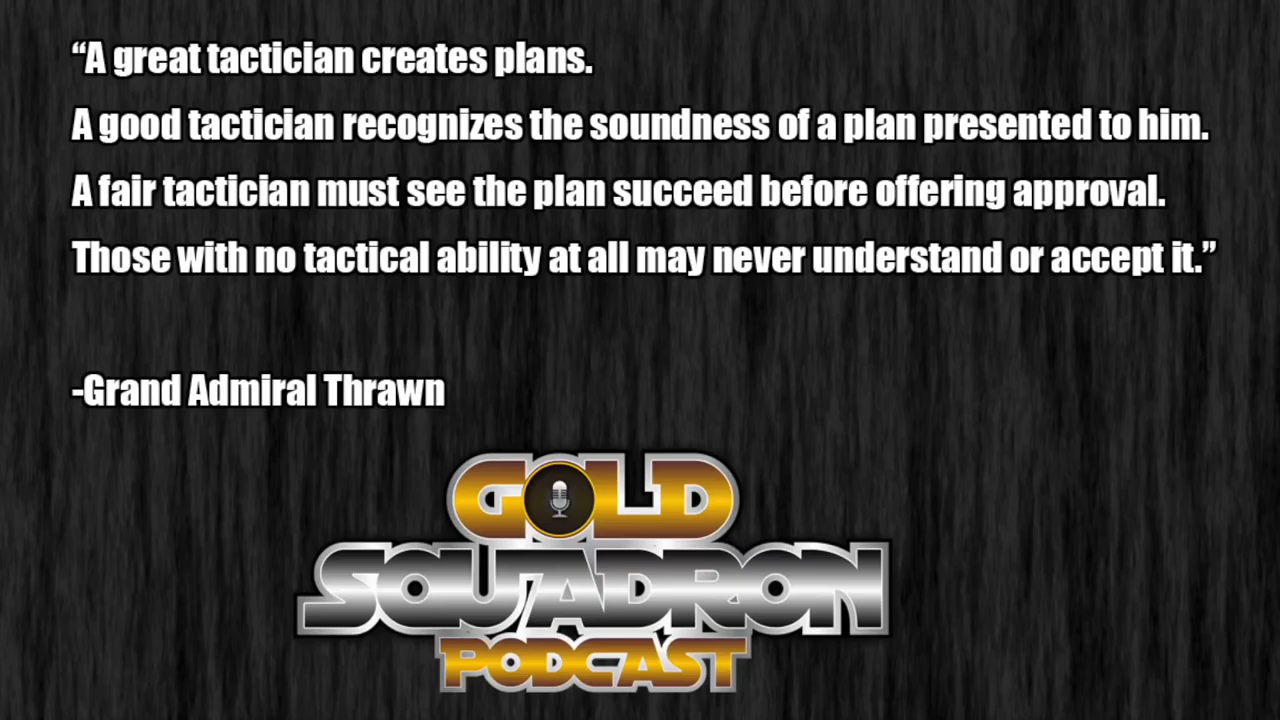 “A great tactician creates plans.
A good tactician recognizes the soundness of a plan presented to him.
A fair tactician must see the plan succeed before offering approval.
Those with no tactical ability at all may never understand or accept it.”
-Grand Admiral Thrawn
GOLD
SQUADRON
PODCAST